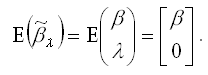 E(β̃_λ) = E(β λ) = [β 0].